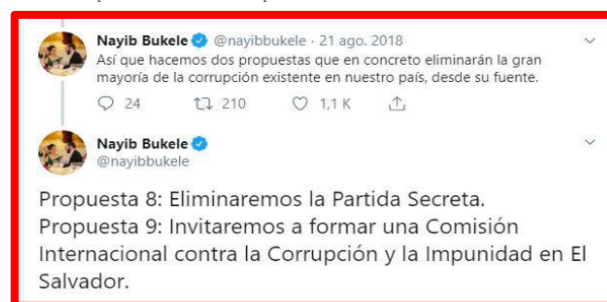 Nayib Bukele @nayibbukele · 21 ago. 2018
Así que hacemos dos propuestas que en concreto eliminarán la gran
mayoría de la corrupción existente en nuestro país, desde su fuente.
24 210 1,1 K
Nayib Bukele
@nayibbukele
Propuesta 8: Eliminaremos la Partida Secreta.
Propuesta 9: Invitaremos a formar una Comisión
Internacional contra la Corrupción y la Impunidad en El
Salvador.